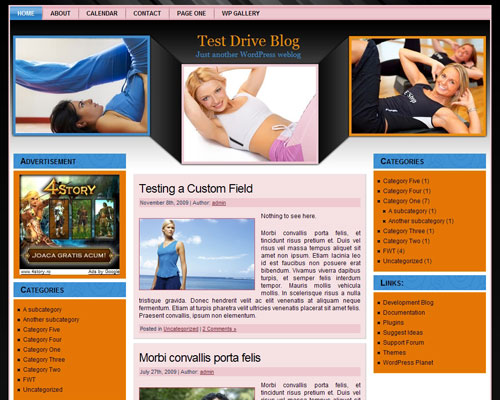 HOME ABOUT CALENDAR CONTACT PAGE ONE WP GALLERY
Test Drive Blog
Just another WordPress weblog
ADVERTISEMENT
4STORY
JOACA GRATIS ACUM!
www.4story.ro Ads by Google
CATEGORIES
A subcategory
Another subcategory
Category Five
Category Four
Category One
Category Three
Category Two
FWT
Uncategorized
Testing a Custom Field
November 8th, 2009 | Author: admin
Nothing to see here.
Morbi convallis porta felis, et
tincidunt risus pretium et. Duis vel
risus vel massa tempus aliquet sit
amet non ipsum. Etiam lacinia leo
id est faucibus non posuere erat
bibendum. Vivamus viverra dapibus
turpis, et semper felis interdum
tempor. Mauris mollis vehicula
mollis. In scelerisque risus a nulla
tristique gravida. Donec hendrerit velit ac elit venenatis at aliquam neque
fermentum. Etiam at turpis pharetra velit ultricies venenatis placerat sit amet felis.
Praesent convallis, ipsum non elementum.
Posted in Uncategorized | 2 Comments »
Morbi convallis porta felis
July 27th, 2009 | Author: admin
Morbi convallis porta felis, et
tincidunt risus pretium et. Duis vel
risus vel massa tempus aliquet sit
CATEGORIES
Category Five (1)
Category Four (1)
Category One (7)
A subcategory (1)
Another subcategory (1)
Category Three (1)
Category Two (1)
FWT (4)
Uncategorized (1)
LINKS:
Development Blog
Documentation
Plugins
Suggest Ideas
Support Forum
Themes
WordPress Planet